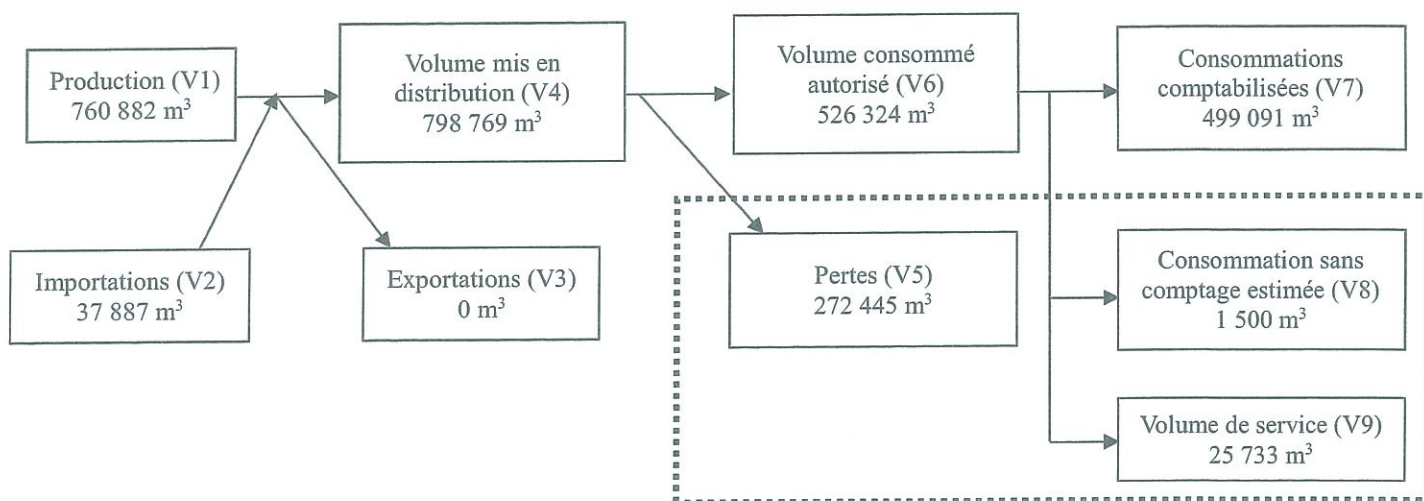 Production (V1)
760 882 m³
Volume mis en
distribution (V4)
798 769 m³
Volume consommé
autorisé (V6)
526 324 m³
Consommations
comptabilisées (V7)
499 091 m³
Importations (V2)
37 887 m³
Exportations (V3)
0 m³
Pertes (V5)
272 445 m³
Consommation sans
comptage estimée (V8)
1 500 m³
Volume de service (V9)
25 733 m³